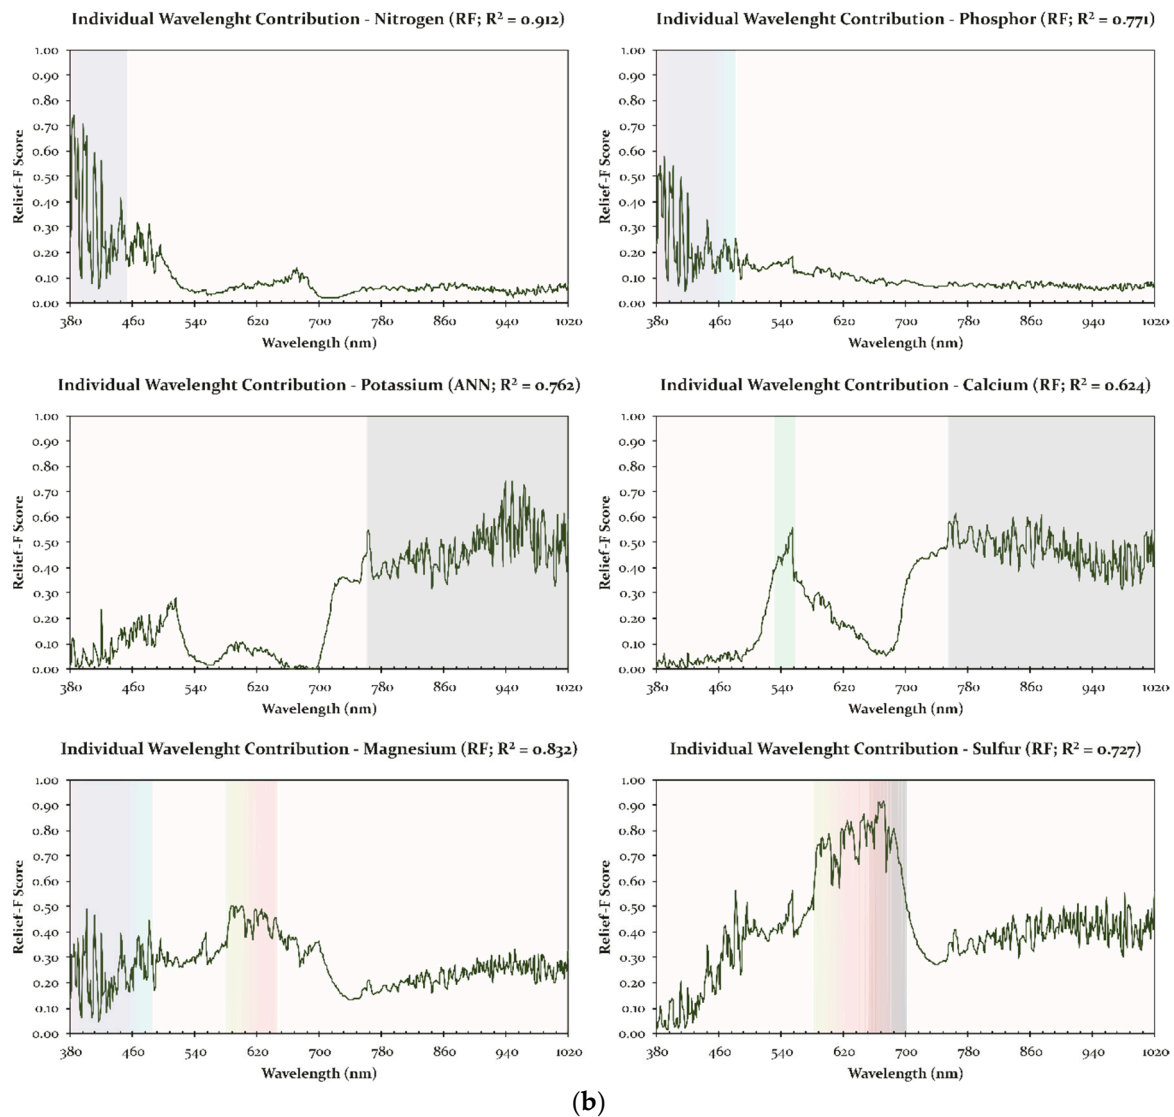 Individual Wavelenght Contribution - Nitrogen (RF; R² = 0.912)
Relief-F Score
1.00
0.90
0.80
0.70
0.60
0.50
0.40
0.30
0.20
0.10
0.00
380 460 540 620 700 780 860 940 1020
Wavelength (nm)
Individual Wavelenght Contribution - Phosphor (RF; R² = 0.771)
Relief-F Score
1.00
0.90
0.80
0.70
0.60
0.50
0.40
0.30
0.20
0.10
0.00
380 460 540 620 700 780 860 940 1020
Wavelength (nm)
Individual Wavelenght Contribution - Potassium (ANN; R² = 0.762)
Relief-F Score
1.00
0.90
0.80
0.70
0.60
0.50
0.40
0.30
0.20
0.10
0.00
380 460 540 620 700 780 860 940 1020
Wavelength (nm)
Individual Wavelenght Contribution - Calcium (RF; R² = 0.624)
Relief-F Score
1.00
0.90
0.80
0.70
0.60
0.50
0.40
0.30
0.20
0.10
0.00
380 460 540 620 700 780 860 940 1020
Wavelength (nm)
Individual Wavelenght Contribution - Magnesium (RF; R² = 0.832)
Relief-F Score
1.00
0.90
0.80
0.70
0.60
0.50
0.40
0.30
0.20
0.10
0.00
380 460 540 620 700 780 860 940 1020
Wavelength (nm)
Individual Wavelenght Contribution - Sulfur (RF; R² = 0.727)
Relief-F Score
1.00
0.90
0.80
0.70
0.60
0.50
0.40
0.30
0.20
0.10
0.00
380 460 540 620 700 780 860 940 1020
Wavelength (nm)
(b)